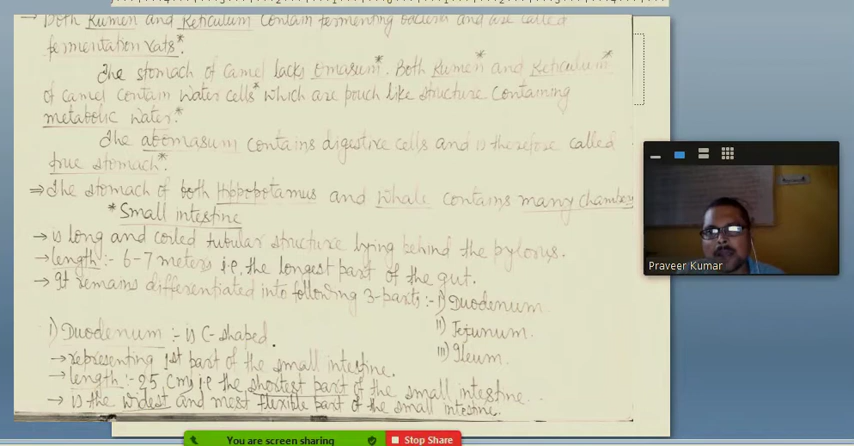 → Both Rumen and Reticulum contain fermenting bacteria and are called
fermentation vats*.
The stomach of camel lacks Omasum*. Both Rumen* and Reticulum*
of camel contain Water cells* which are pouch like structure containing
metabolic water.*
The abomasum contains digestive cells and is therefore called
true stomach*.
⇒ The stomach of both Hippopotamus and whale contains many chamber
*Small intestine
→ is long and coiled tubular structure lying behind the pylorus.
→ length :- 6-7 meters i.e. the longest part of the gut.
→ It remains differentiated into following 3-parts :- i) Duodenum
ii) Jejunum.
iii) Ileum.
i) Duodenum :- is C-shaped.
→ representing 1st part of the small intestine.
→ length :- 25 cms i.e the shortest part of the small intestine.
→ is the widest and most flexible part of the small intestine.
Praveer Kumar
You are screen sharing
Stop Share